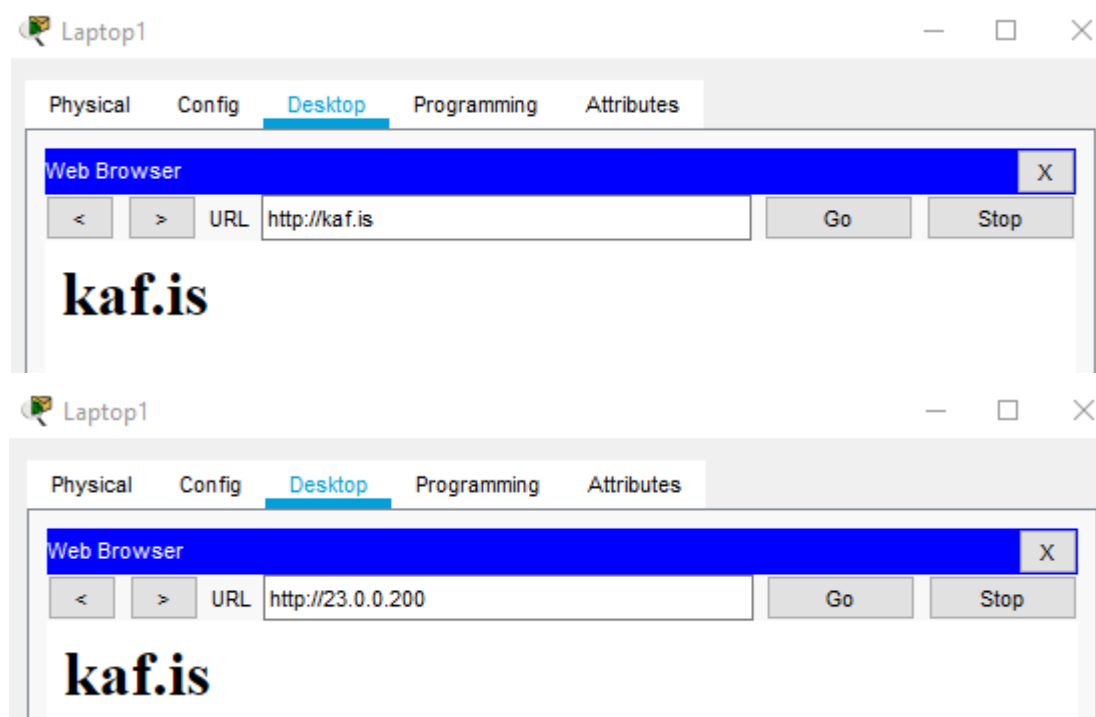 Laptop1
Physical Config Desktop Programming Attributes
Web Browser X
< > URL http://kaf.is Go Stop
kaf.is
Laptop1
Physical Config Desktop Programming Attributes
Web Browser X
< > URL http://23.0.0.200 Go Stop
kaf.is